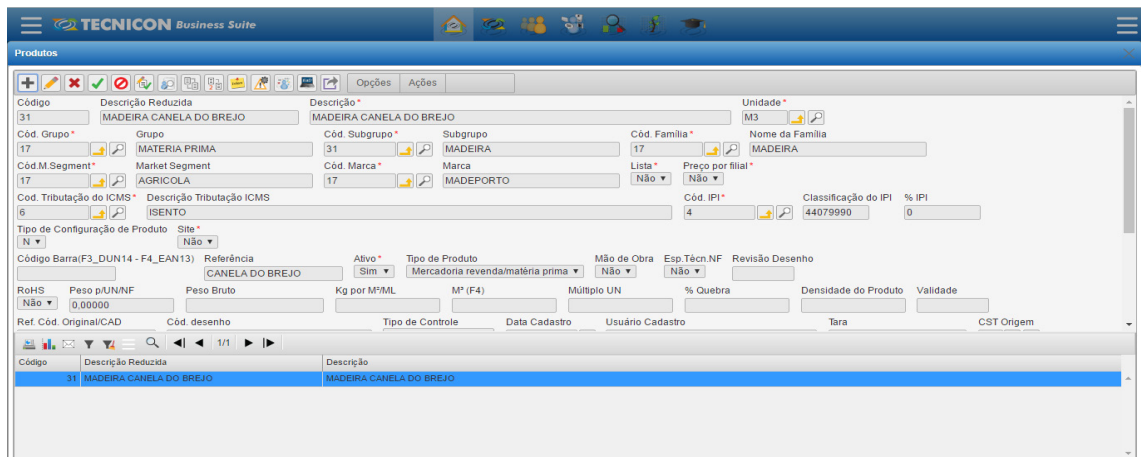 TECNICON Business Suite
Produtos
Opções Ações
Código Descrição Reduzida Descrição * Unidade *
31 MADEIRA CANELA DO BREJO MADEIRA CANELA DO BREJO M3
Cód. Grupo * Grupo Cód. Subgrupo * Subgrupo Cód. Família * Nome da Família
17 MATERIA PRIMA 31 MADEIRA 17 MADEIRA
Cód.M.Segment * Market Segment Cód. Marca * Marca Lista * Preço por filial *
17 AGRICOLA 17 MADEPORTO Não Não
Cod. Tributação do ICMS * Descrição Tributação ICMS Cód. IPI * Classificação do IPI % IPI
6 ISENTO 4 44079990 0
Tipo de Configuração de Produto Site *
N Não
Código Barra(F3_DUN14 - F4_EAN13) Referência Ativo * Tipo de Produto Mão de Obra Esp.Técn.NF Revisão Desenho
CANELA DO BREJO Sim Mercadoria revenda/matéria prima Não Não
RoHS Peso p/UN/NF Peso Bruto Kg por M²/ML M³ (F4) Múltiplo UN % Quebra Densidade do Produto Validade
Não 0,00000
Ref. Cód. Original/CAD Cód. desenho Tipo de Controle Data Cadastro Usuário Cadastro Tara CST Origem
1/1
Código Descrição Reduzida Descrição
31 MADEIRA CANELA DO BREJO MADEIRA CANELA DO BREJO